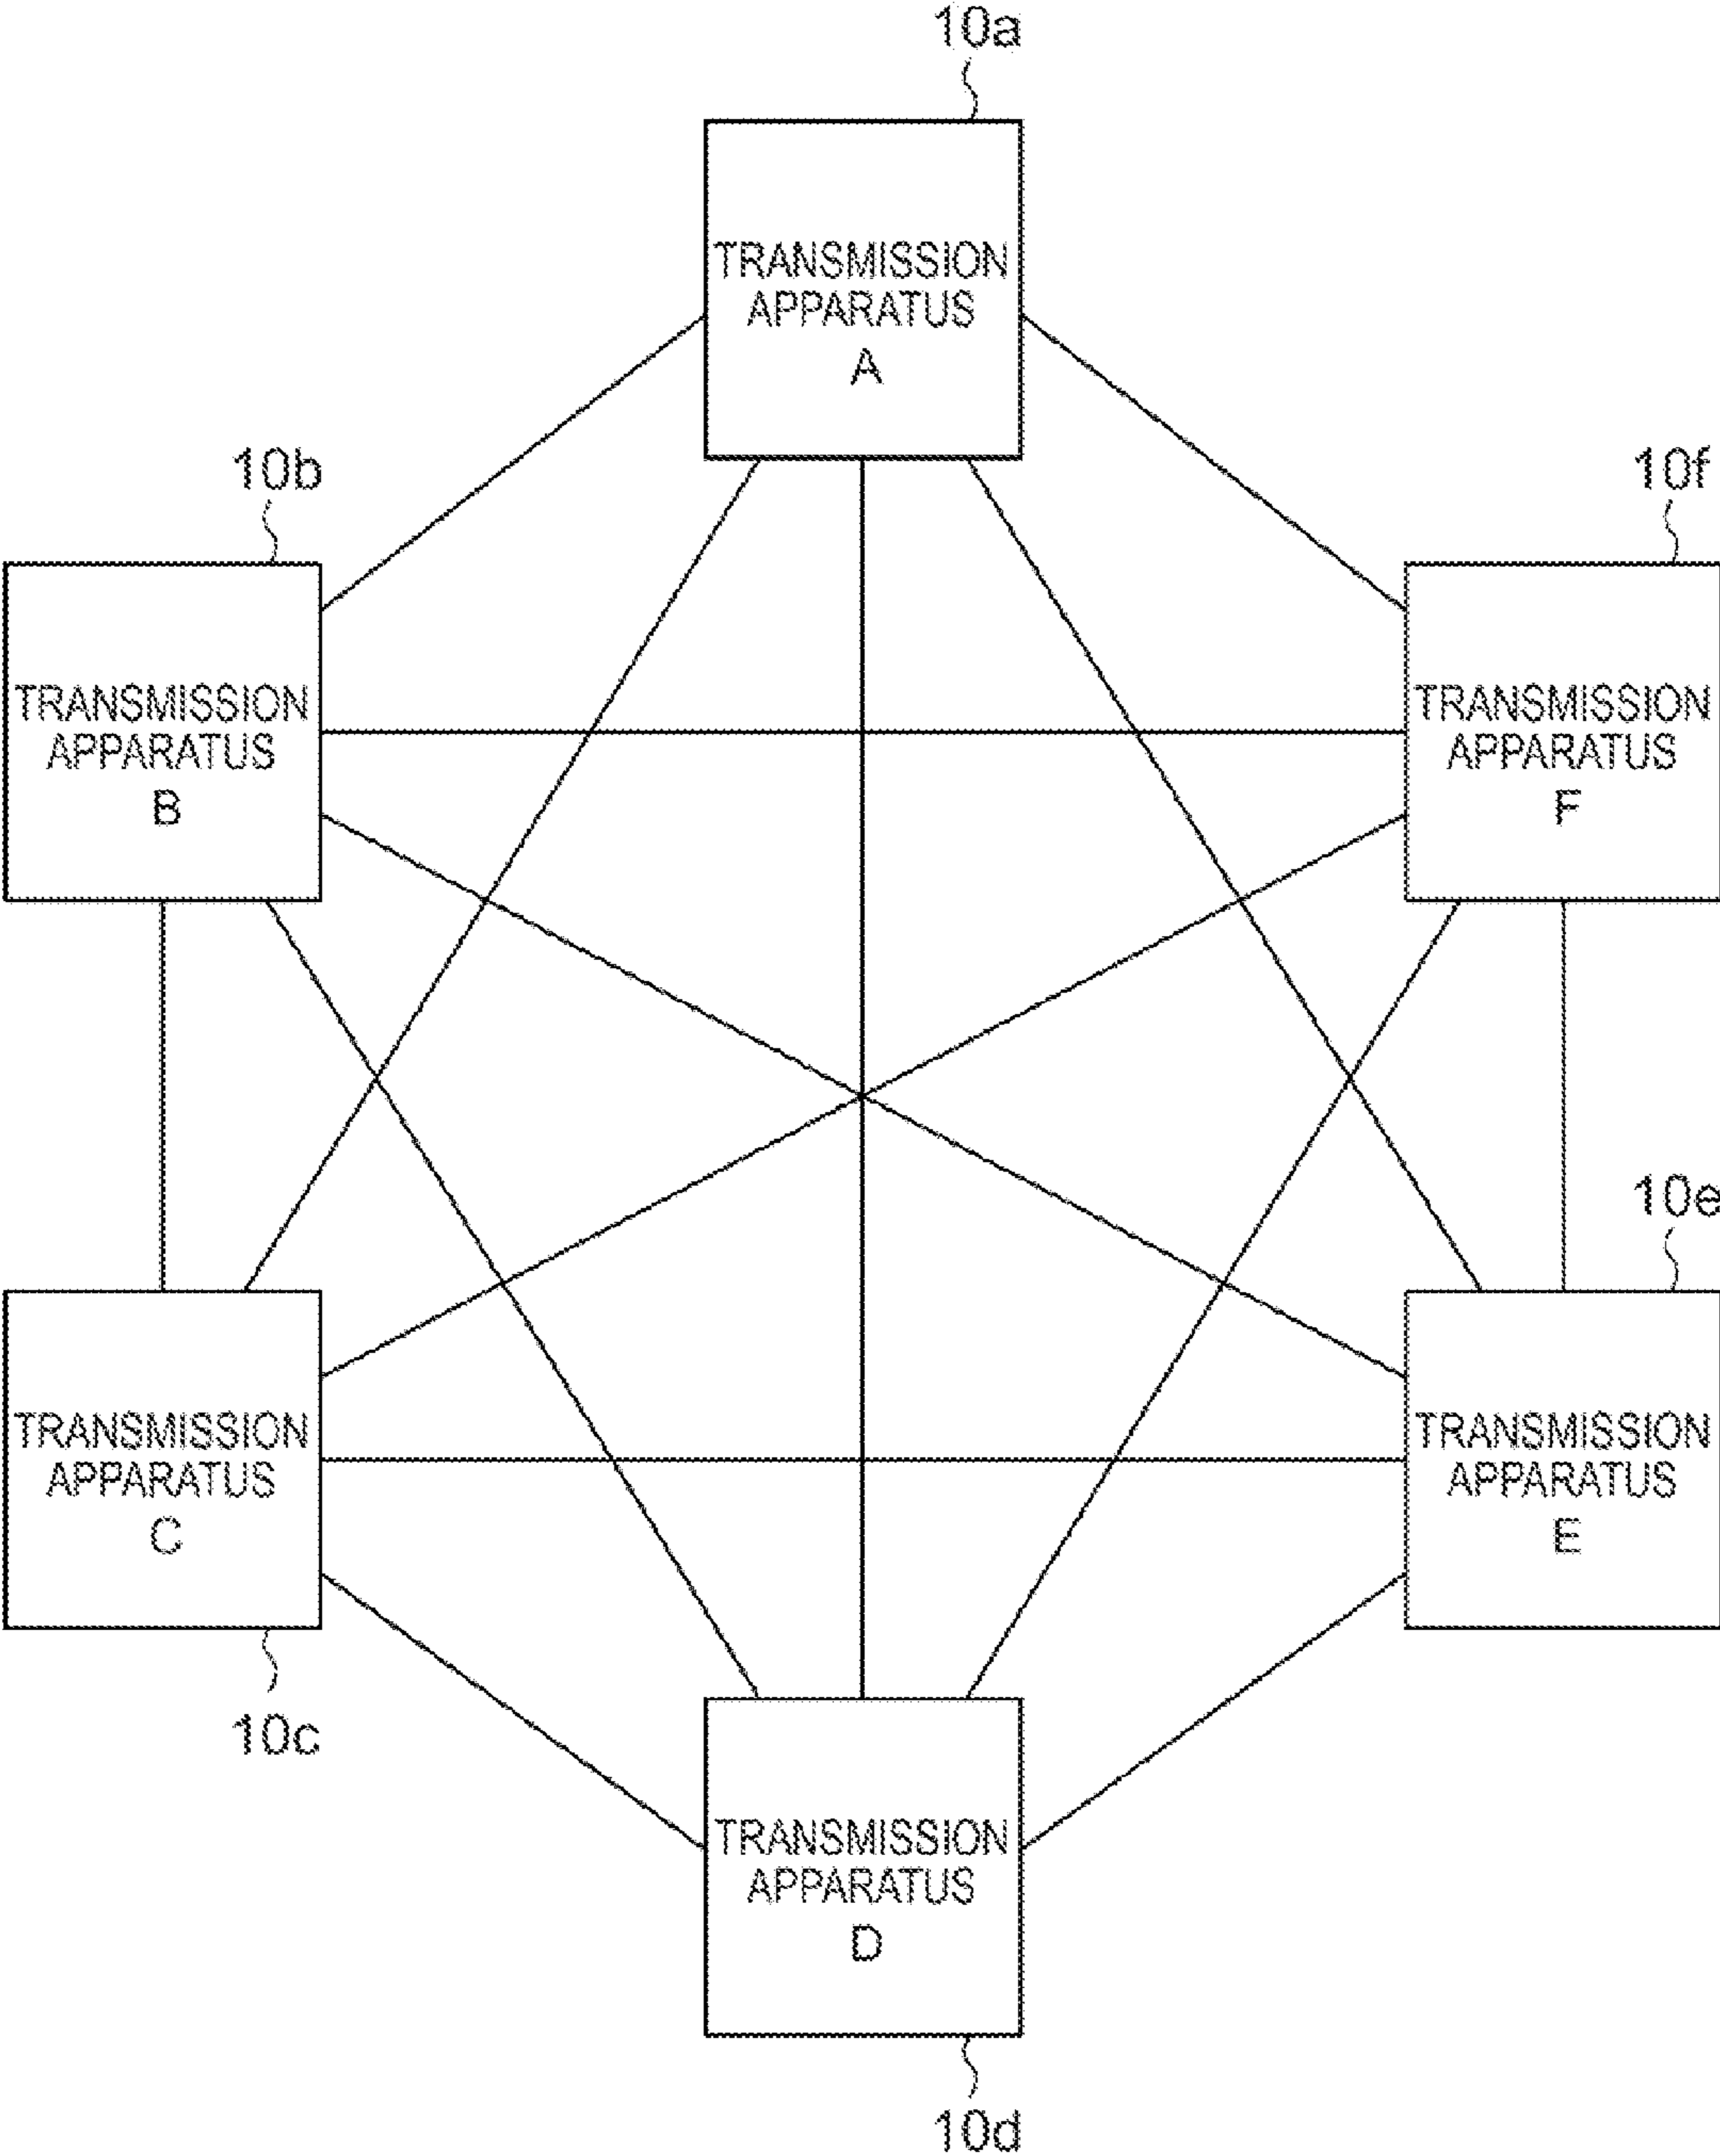 10a
TRANSMISSION
APPARATUS
A
10b
TRANSMISSION
APPARATUS
B
10f
TRANSMISSION
APPARATUS
F
10e
TRANSMISSION
APPARATUS
C
10c
TRANSMISSION
APPARATUS
E
TRANSMISSION
APPARATUS
D
10d